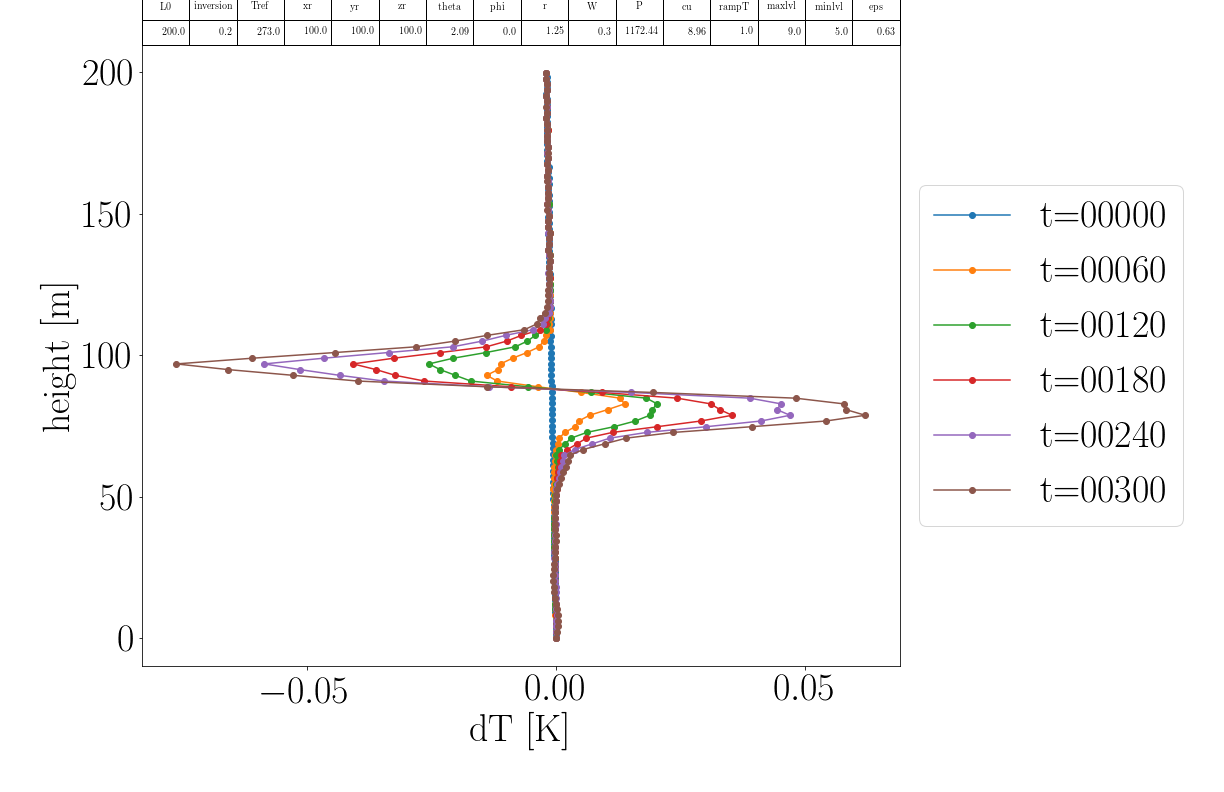 L0 inversion Tref xr yr zr theta phi r W P cu rampT maxlvl minlvl eps
200.0 0.2 273.0 100.0 100.0 100.0 2.09 0.0 1.25 0.3 1172.44 8.96 1.0 9.0 5.0 0.63
200
150
100
50
0
height [m]
−0.05 0.00 0.05
dT [K]
t=00000
t=00060
t=00120
t=00180
t=00240
t=00300